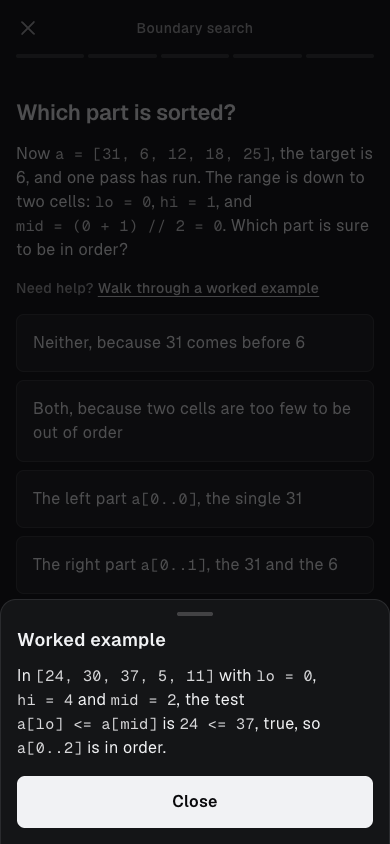 Boundary search
Which part is sorted?
Now a = [31, 6, 12, 18, 25], the target is
6, and one pass has run. The range is down to
two cells: lo = 0, hi = 1, and
mid = (0 + 1) // 2 = 0. Which part is sure
to be in order?
Need help? Walk through a worked example
Neither, because 31 comes before 6
Both, because two cells are too few to be
out of order
The left part a[0..0], the single 31
The right part a[0..1], the 31 and the 6
Worked example
In [24, 30, 37, 5, 11] with lo = 0,
hi = 4 and mid = 2, the test
a[lo] <= a[mid] is 24 <= 37, true, so
a[0..2] is in order.
Close